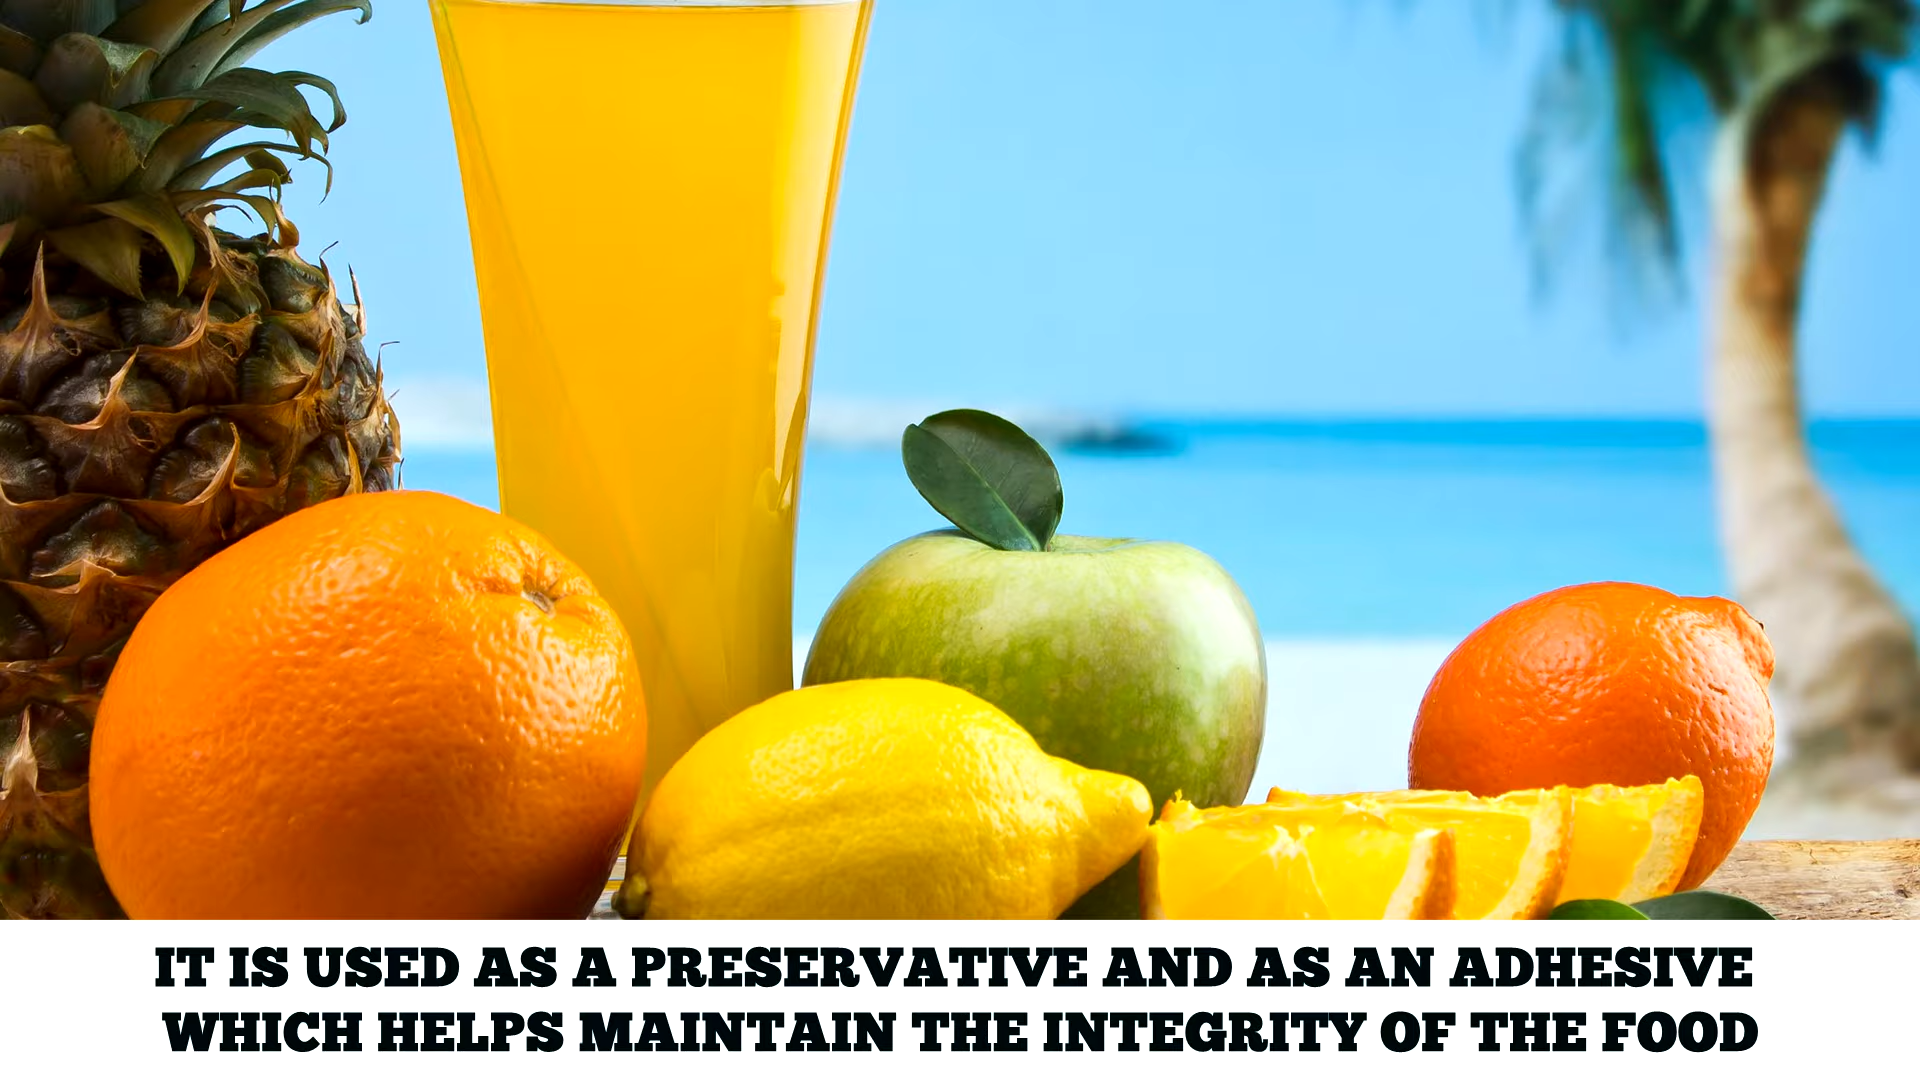 IT IS USED AS A PRESERVATIVE AND AS AN ADHESIVE
WHICH HELPS MAINTAIN THE INTEGRITY OF THE FOOD